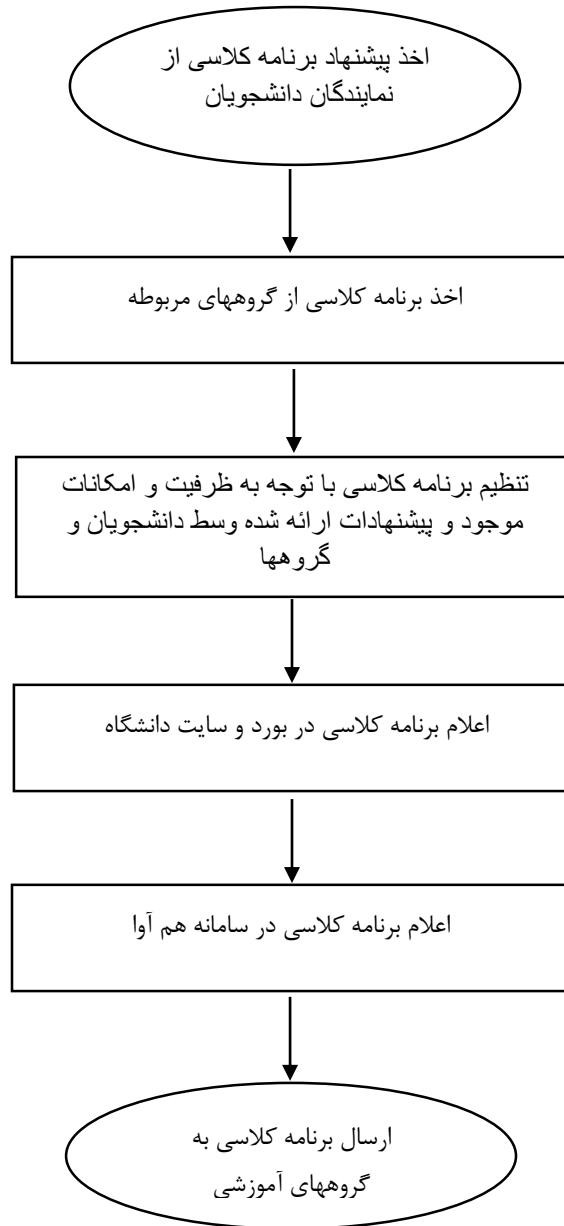 اخذ پیشنهاد برنامه کلاسی از
نمایندگان دانشجویان
اخذ برنامه کلاسی از گروههای مربوطه
تنظیم برنامه کلاسی با توجه به ظرفیت و امکانات
موجود و پیشنهادات ارائه شده وسط دانشجویان و
گروهها
اعلام برنامه کلاسی در بورد و سایت دانشگاه
اعلام برنامه کلاسی در سامانه هم آوا
ارسال برنامه کلاسی به
گروههای آموزشی